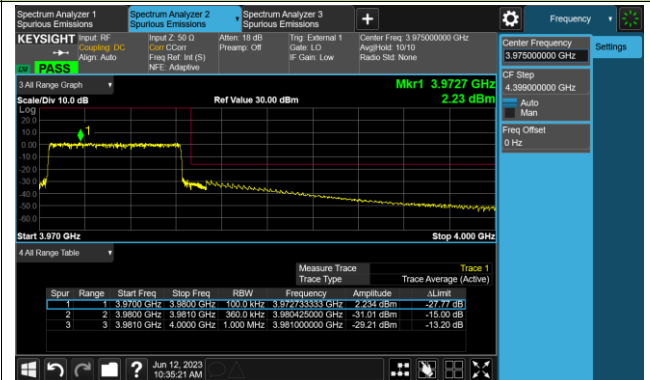 Spectrum Analyzer 1
Spurious Emissions
Spectrum Analyzer 2
Spurious Emissions
Spectrum Analyzer 3
Spurious Emissions
Frequency
KEYSIGHT
Input: RF
Coupling: DC
Align: Auto
Input Z: 50 Ω
Corr CCorr
Freq Ref: Int (S)
NFE: Adaptive
Atten: 18 dB
Preamp: Off
Trig: External 1
Gate: LO
IF Gain: Low
Center Freq: 3.975000000 GHz
Avg|Hold: 10/10
Radio Std: None
PASS
Center Frequency
3.975000000 GHz
Settings
CF Step
4.399000000 GHz
Auto
Man
Freq Offset
0 Hz
3 All Range Graph
Mkr1 3.9727 GHz
2.23 dBm
Scale/Div 10.0 dB
Ref Value 30.00 dBm
Log
20.0
10.0
0.00
-10.0
-20.0
-30.0
-40.0
-50.0
-60.0
1
Start 3.970 GHz
Stop 4.000 GHz
4 All Range Table
Measure Trace
Trace 1
Trace Type
Trace Average (Active)
Spur Range Start Freq Stop Freq RBW Frequency Amplitude ΔLimit
1 1 3.9700 GHz 3.9800 GHz 100.0 kHz 3.972733333 GHz 2.234 dBm -27.77 dB
2 2 3.9800 GHz 3.9810 GHz 360.0 kHz 3.980425000 GHz -31.01 dBm -15.00 dB
3 3 3.9810 GHz 4.0000 GHz 1.000 MHz 3.981000000 GHz -29.21 dBm -13.20 dB
Jun 12, 2023
10:35:21 AM